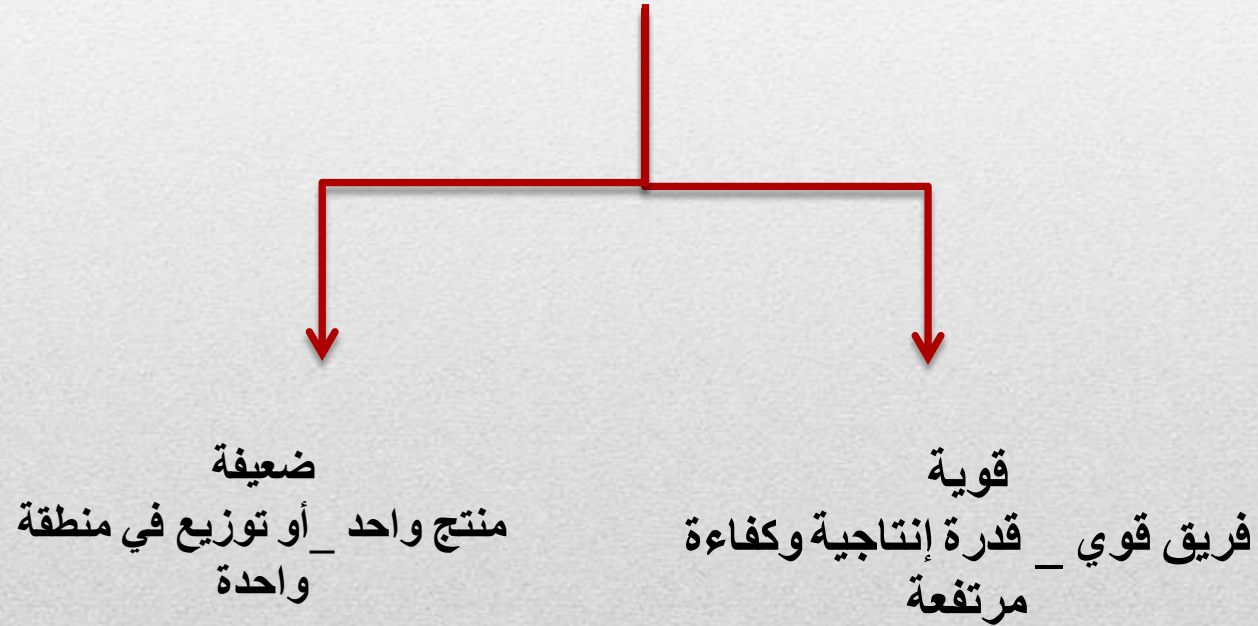 قوية
فريق قوي _ قدرة إنتاجية وكفاءة
مرتفعة
ضعيفة
منتج واحد _أو توزيع في منطقة
واحدة